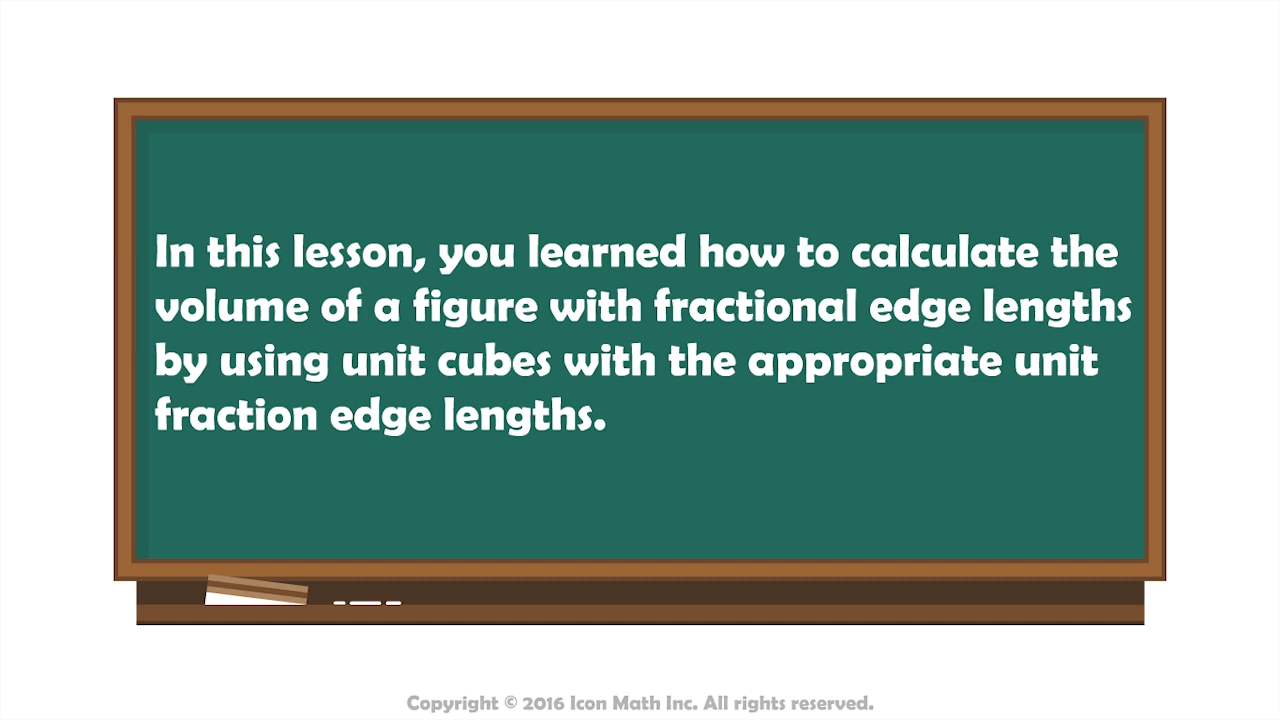 In this lesson, you learned how to calculate the
volume of a figure with fractional edge lengths
by using unit cubes with the appropriate unit
fraction edge lengths.
Copyright © 2016 Icon Math Inc. All rights reserved.